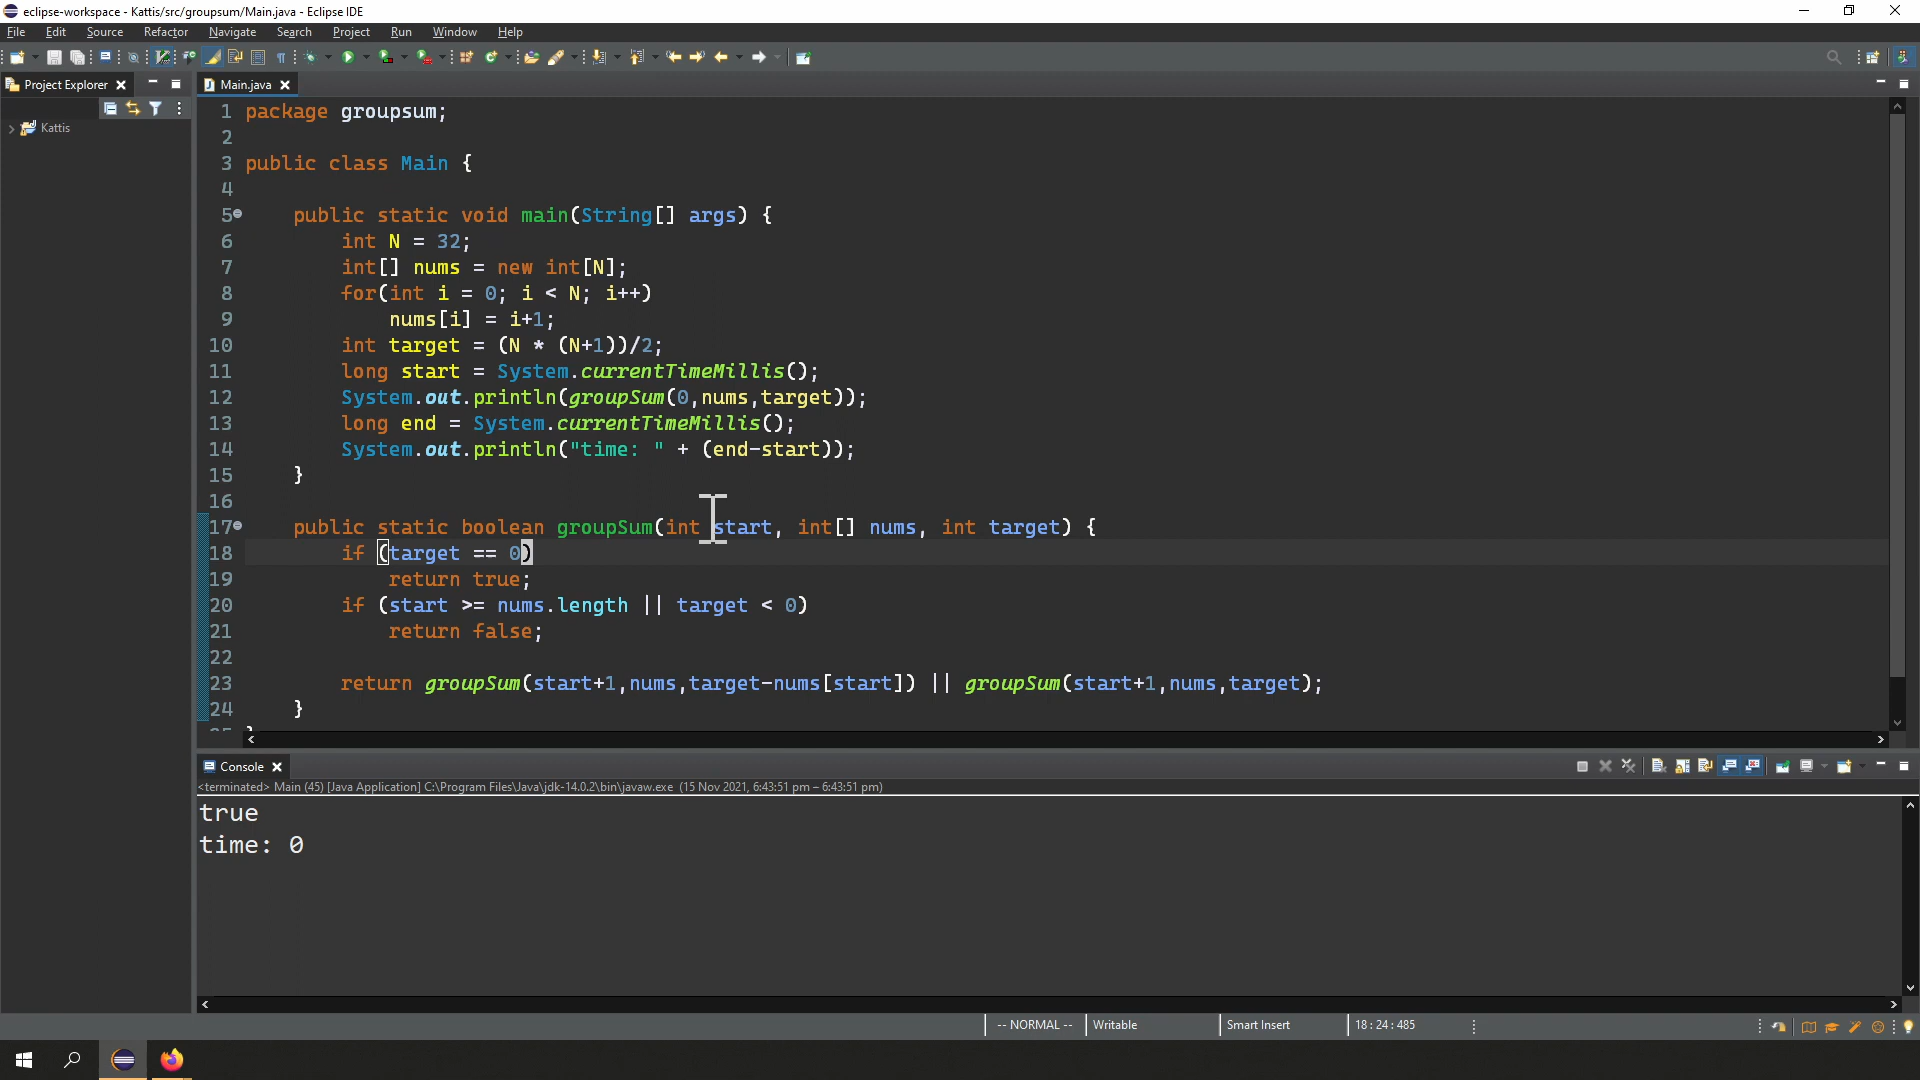 eclipse-workspace - Kattis/src/groupsum/Main.java - Eclipse IDE
File Edit Source Refactor Navigate Search Project Run Window Help
Project Explorer
Main.java
Kattis
1 package groupsum;
2
3 public class Main {
4
5 public static void main(String[] args) {
6 int N = 32;
7 int[] nums = new int[N];
8 for(int i = 0; i < N; i++)
9 nums[i] = i+1;
10 int target = (N * (N+1))/2;
11 long start = System.currentTimeMillis();
12 System.out.println(groupSum(0,nums,target));
13 long end = System.currentTimeMillis();
14 System.out.println("time: " + (end-start));
15 }
16
17 public static boolean groupSum(int start, int[] nums, int target) {
18 if (target == 0)
19 return true;
20 if (start >= nums.length || target < 0)
21 return false;
22
23 return groupSum(start+1,nums,target-nums[start]) || groupSum(start+1,nums,target);
24 }
Console
<terminated> Main (45) [Java Application] C:\Program Files\Java\jdk-14.0.2\bin\javaw.exe (15 Nov 2021, 6:43:51 pm – 6:43:51 pm)
true
time: 0
-- NORMAL -- Writable Smart Insert 18 : 24 : 485